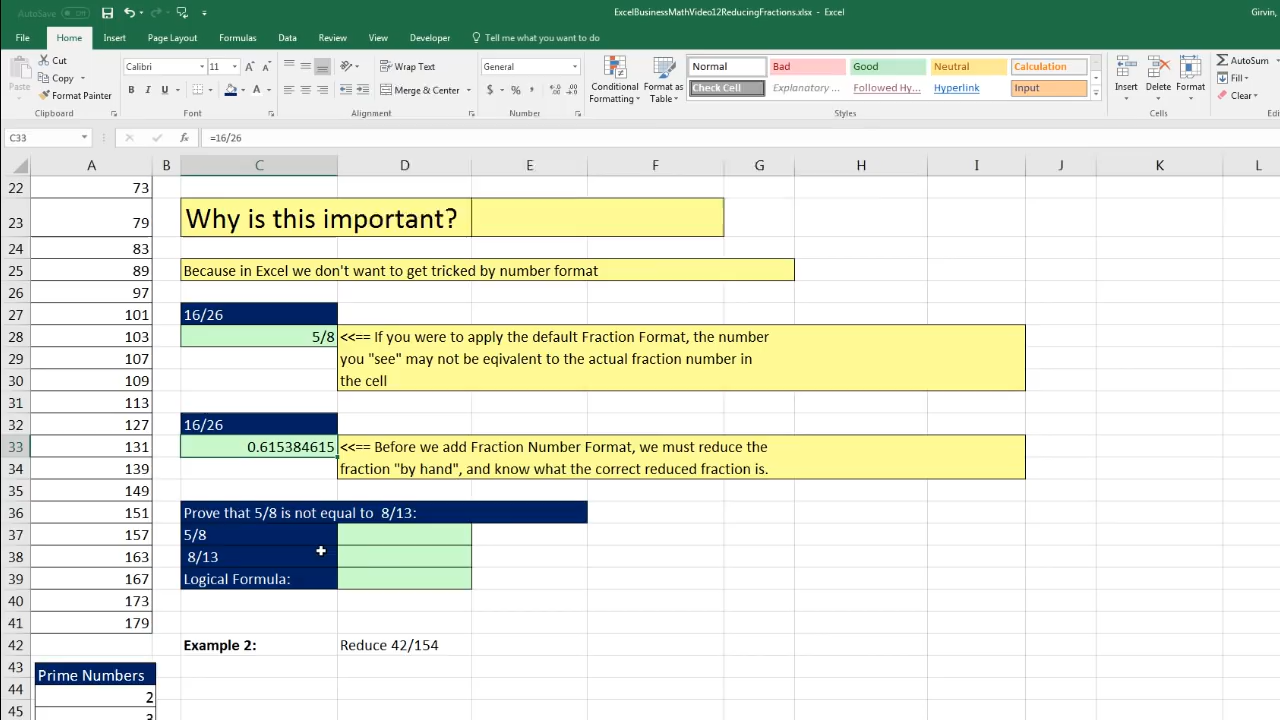 AutoSave Off
ExcelBusinessMathVideo12ReducingFractions.xlsx - Excel
Girvin,
File Home Insert Page Layout Formulas Data Review View Developer Tell me what you want to do
Paste
Cut
Copy
Format Painter
Clipboard
Calibri 11
B I U
Font
Wrap Text
Merge & Center
Alignment
General
$ % ,
Number
Conditional Formatting
Format as Table
Normal Bad Good Neutral Calculation
Check Cell Explanatory ... Followed Hy... Hyperlink Input
Styles
Insert Delete Format
Cells
AutoSum
Fill
Clear
Editing
C33 fx =16/26
A B C D E F G H I J K L
22 73
23 79 Why is this important?
24 83
25 89 Because in Excel we don't want to get tricked by number format
26 97
27 101 16/26
28 103 5/8 <<== If you were to apply the default Fraction Format, the number
29 107 you "see" may not be eqivalent to the actual fraction number in
30 109 the cell
31 113
32 127 16/26
33 131 0.615384615 <<== Before we add Fraction Number Format, we must reduce the
34 139 fraction "by hand", and know what the correct reduced fraction is.
35 149
36 151 Prove that 5/8 is not equal to 8/13:
37 157 5/8
38 163 8/13
39 167 Logical Formula:
40 173
41 179
42 Example 2: Reduce 42/154
43 Prime Numbers
44 2
45 3